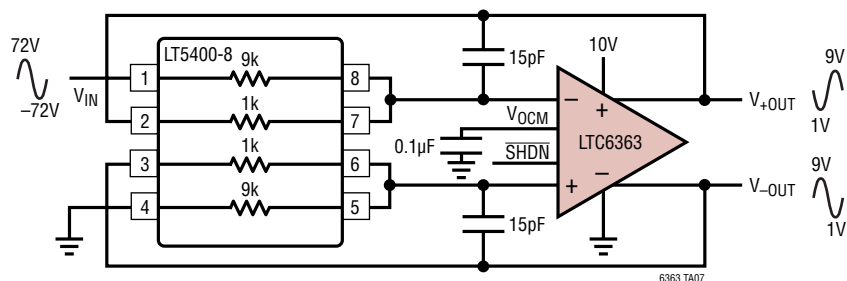 72V
–72V
VIN
LT5400-8
9k
1k
1k
9k
1
2
3
4
8
7
6
5
15pF
10V
VOCM
0.1µF
SHDN
–
+
+
–
LTC6363
15pF
V+OUT
9V
1V
V–OUT
9V
1V
6363 TA07